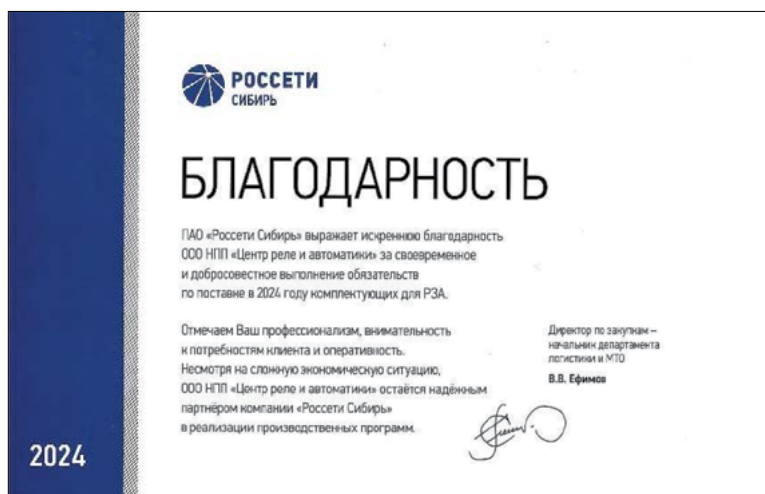 РОССЕТИ
СИБИРЬ
БЛАГОДАРНОСТЬ
ПАО «Россети Сибирь» выражает искреннюю благодарность
ООО НПП «Центр реле и автоматики» за своевременное
и добросовестное выполнение обязательств
по поставке в 2024 году комплектующих для РЗА.
Отмечаем Ваш профессионализм, внимательность
к потребностям клиента и оперативность.
Несмотря на сложную экономическую ситуацию,
ООО НПП «Центр реле и автоматики» остаётся надёжным
партнёром компании «Россети Сибирь»
в реализации производственных программ.
Директор по закупкам –
начальник департамента
логистики и МТО
В.В. Ефимов
2024